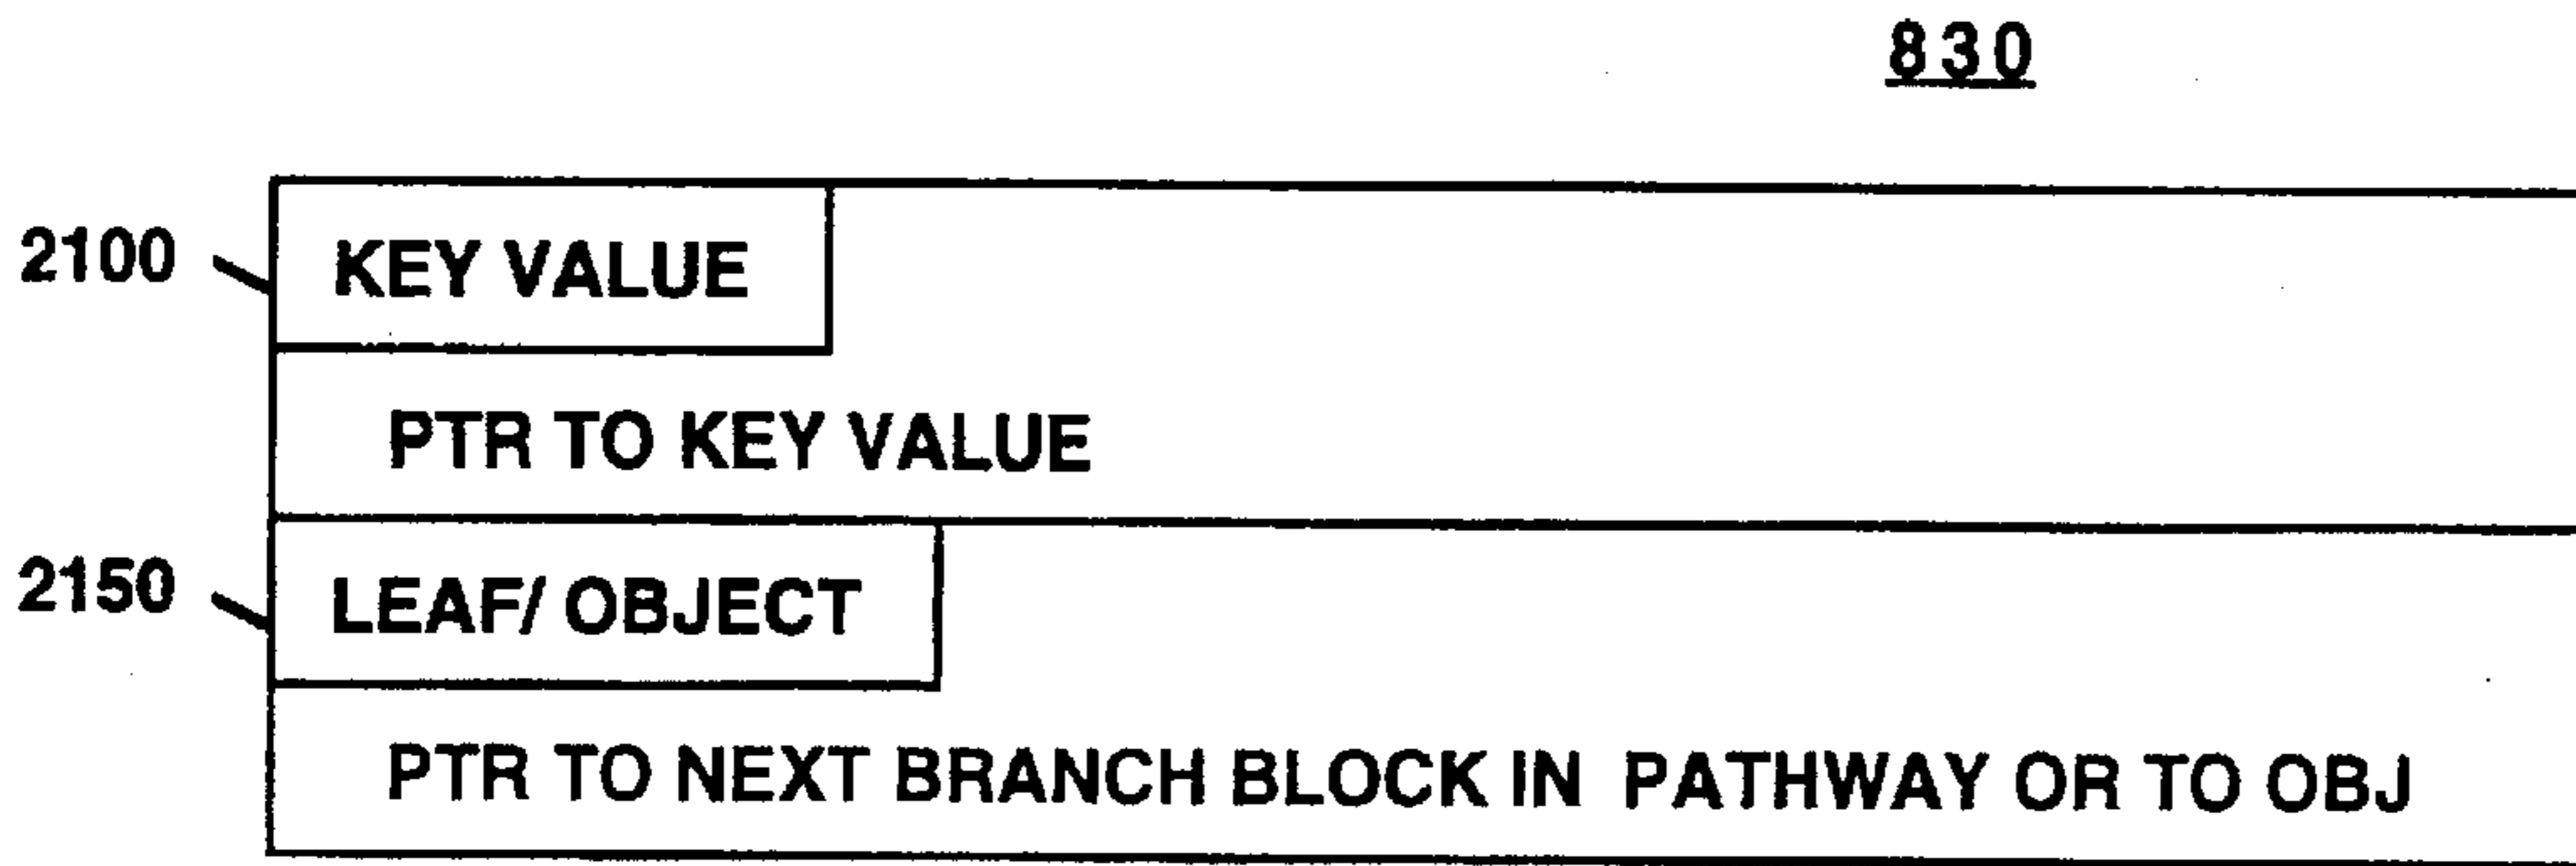 830
2100 KEY VALUE
PTR TO KEY VALUE
2150 LEAF/ OBJECT
PTR TO NEXT BRANCH BLOCK IN PATHWAY OR TO OBJ